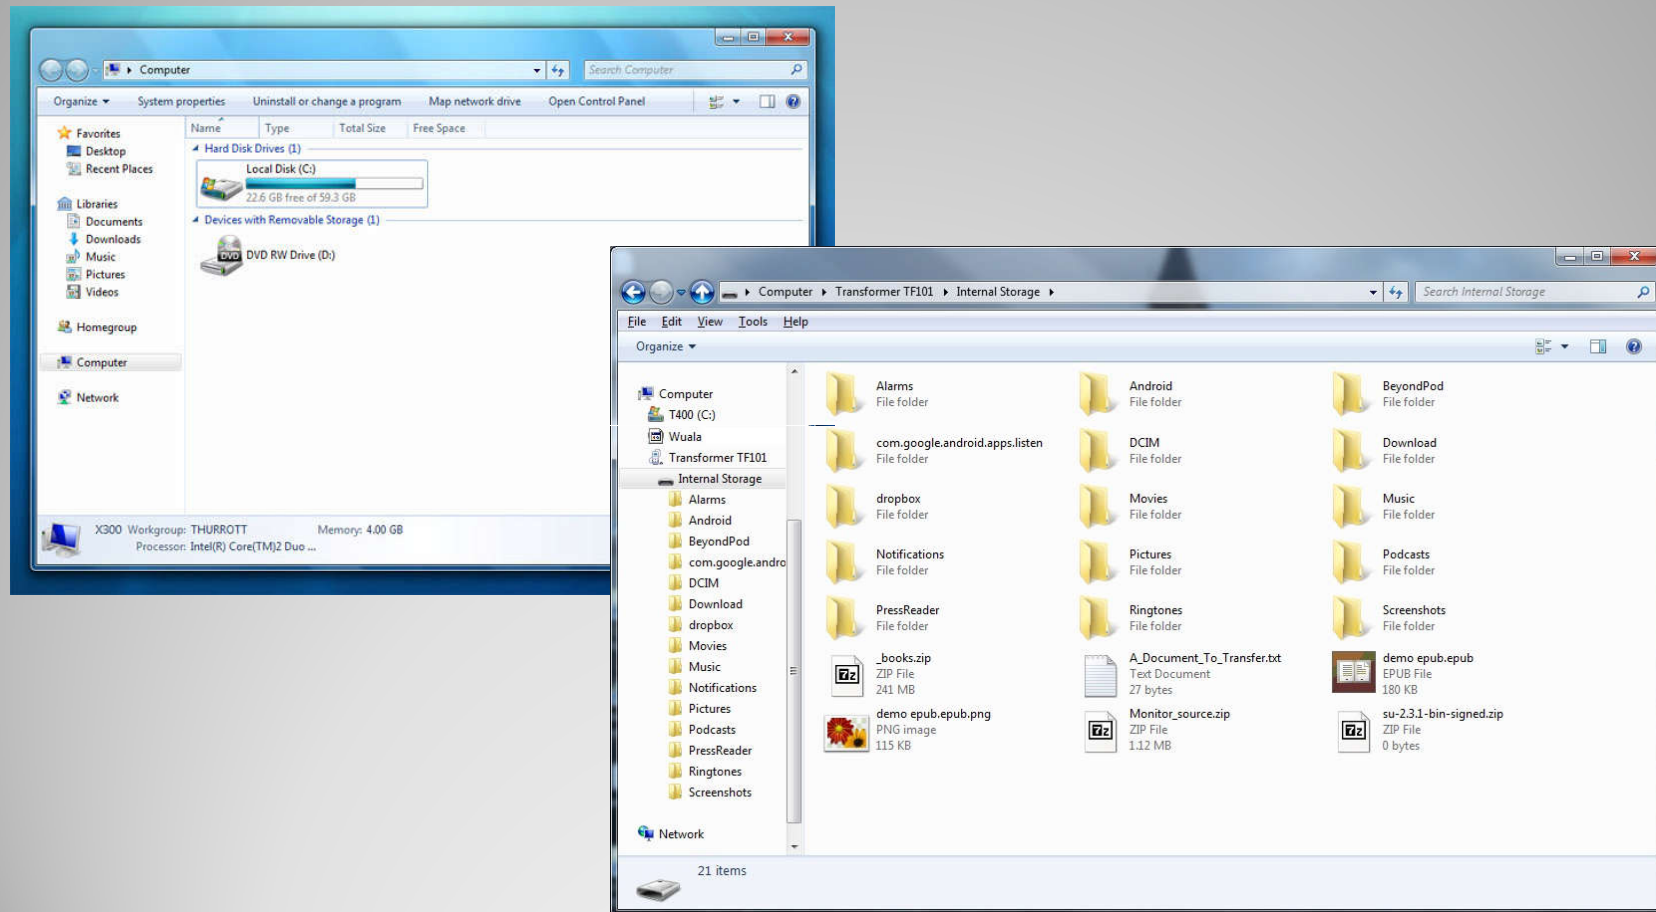 Computer
Search Computer
Organize System properties Uninstall or change a program Map network drive Open Control Panel
Name Type Total Size Free Space
Favorites
Desktop
Recent Places
Libraries
Documents
Downloads
Music
Pictures
Videos
Homegroup
Computer
Network
Hard Disk Drives (1)
Local Disk (C:)
22.6 GB free of 59.3 GB
Devices with Removable Storage (1)
DVD
DVD RW Drive (D:)
X300 Workgroup: THURROTT Memory: 4.00 GB
Processor: Intel(R) Core(TM)2 Duo ...
Computer Transformer TF101 Internal Storage
Search Internal Storage
File Edit View Tools Help
Organize
Computer
T400 (C:)
Wuala
Transformer TF101
Internal Storage
Alarms
Android
BeyondPod
com.google.andro
DCIM
Download
dropbox
Movies
Music
Notifications
Pictures
Podcasts
PressReader
Ringtones
Screenshots
Network
Alarms
File folder
Android
File folder
BeyondPod
File folder
com.google.android.apps.listen
File folder
DCIM
File folder
Download
File folder
dropbox
File folder
Movies
File folder
Music
File folder
Notifications
File folder
Pictures
File folder
Podcasts
File folder
PressReader
File folder
Ringtones
File folder
Screenshots
File folder
7z
_books.zip
ZIP File
241 MB
A_Document_To_Transfer.txt
Text Document
27 bytes
demo epub.epub
EPUB File
180 KB
demo epub.epub.png
PNG image
115 KB
7z
Monitor_source.zip
ZIP File
1.12 MB
7z
su-2.3.1-bin-signed.zip
ZIP File
0 bytes
21 items